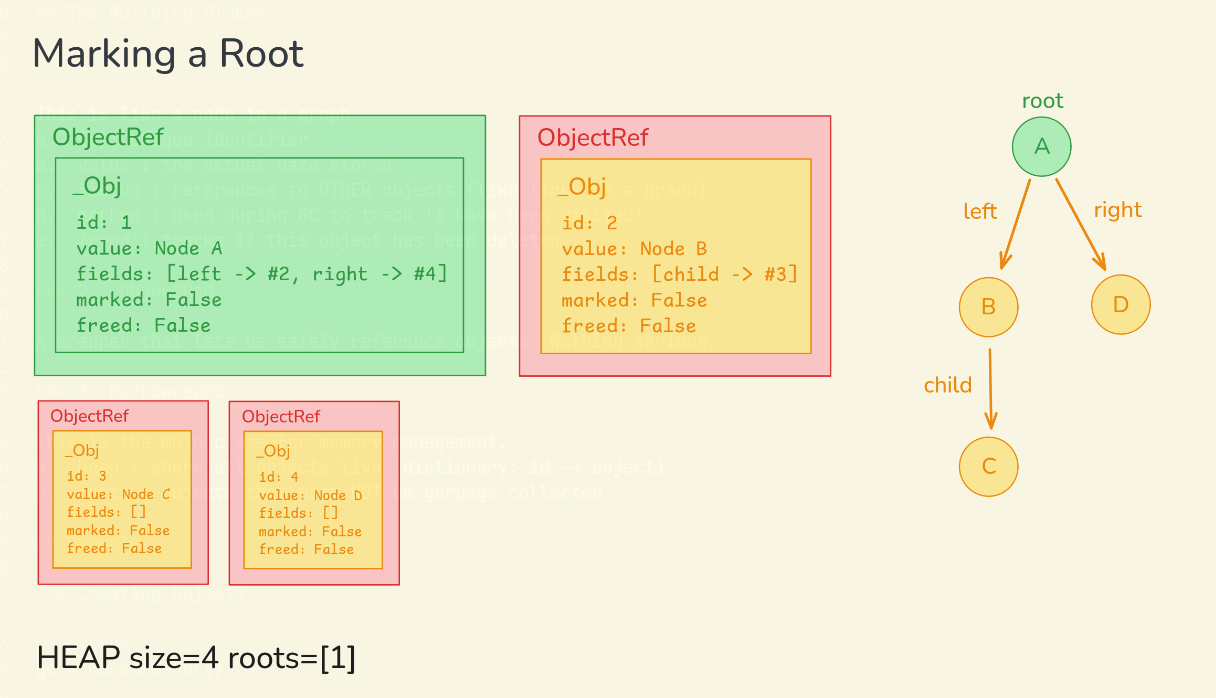 Marking a Root
ObjectRef
_Obj
id: 1
value: Node A
fields: [left -> #2, right -> #4]
marked: False
freed: False
ObjectRef
_Obj
id: 2
value: Node B
fields: [child -> #3]
marked: False
freed: False
ObjectRef
_Obj
id: 3
value: Node C
fields: []
marked: False
freed: False
ObjectRef
_Obj
id: 4
value: Node D
fields: []
marked: False
freed: False
root
A
left
right
B
D
child
C
HEAP size=4 roots=[1]